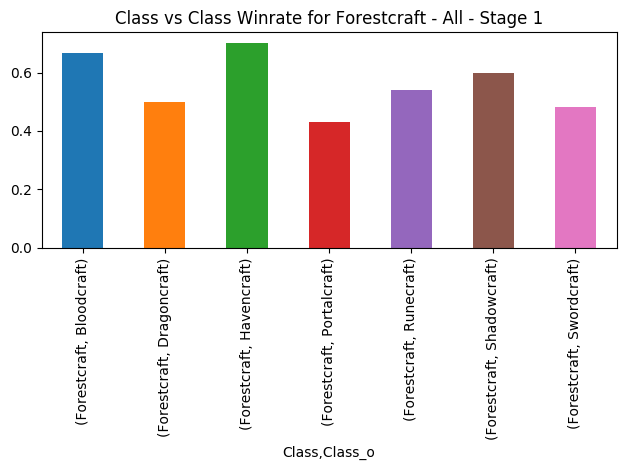 Class vs Class Winrate for Forestcraft - All - Stage 1
0.6
0.4
0.2
0.0
(Forestcraft, Bloodcraft)
(Forestcraft, Dragoncraft)
(Forestcraft, Havencraft)
(Forestcraft, Portalcraft)
(Forestcraft, Runecraft)
(Forestcraft, Shadowcraft)
(Forestcraft, Swordcraft)
Class,Class_o